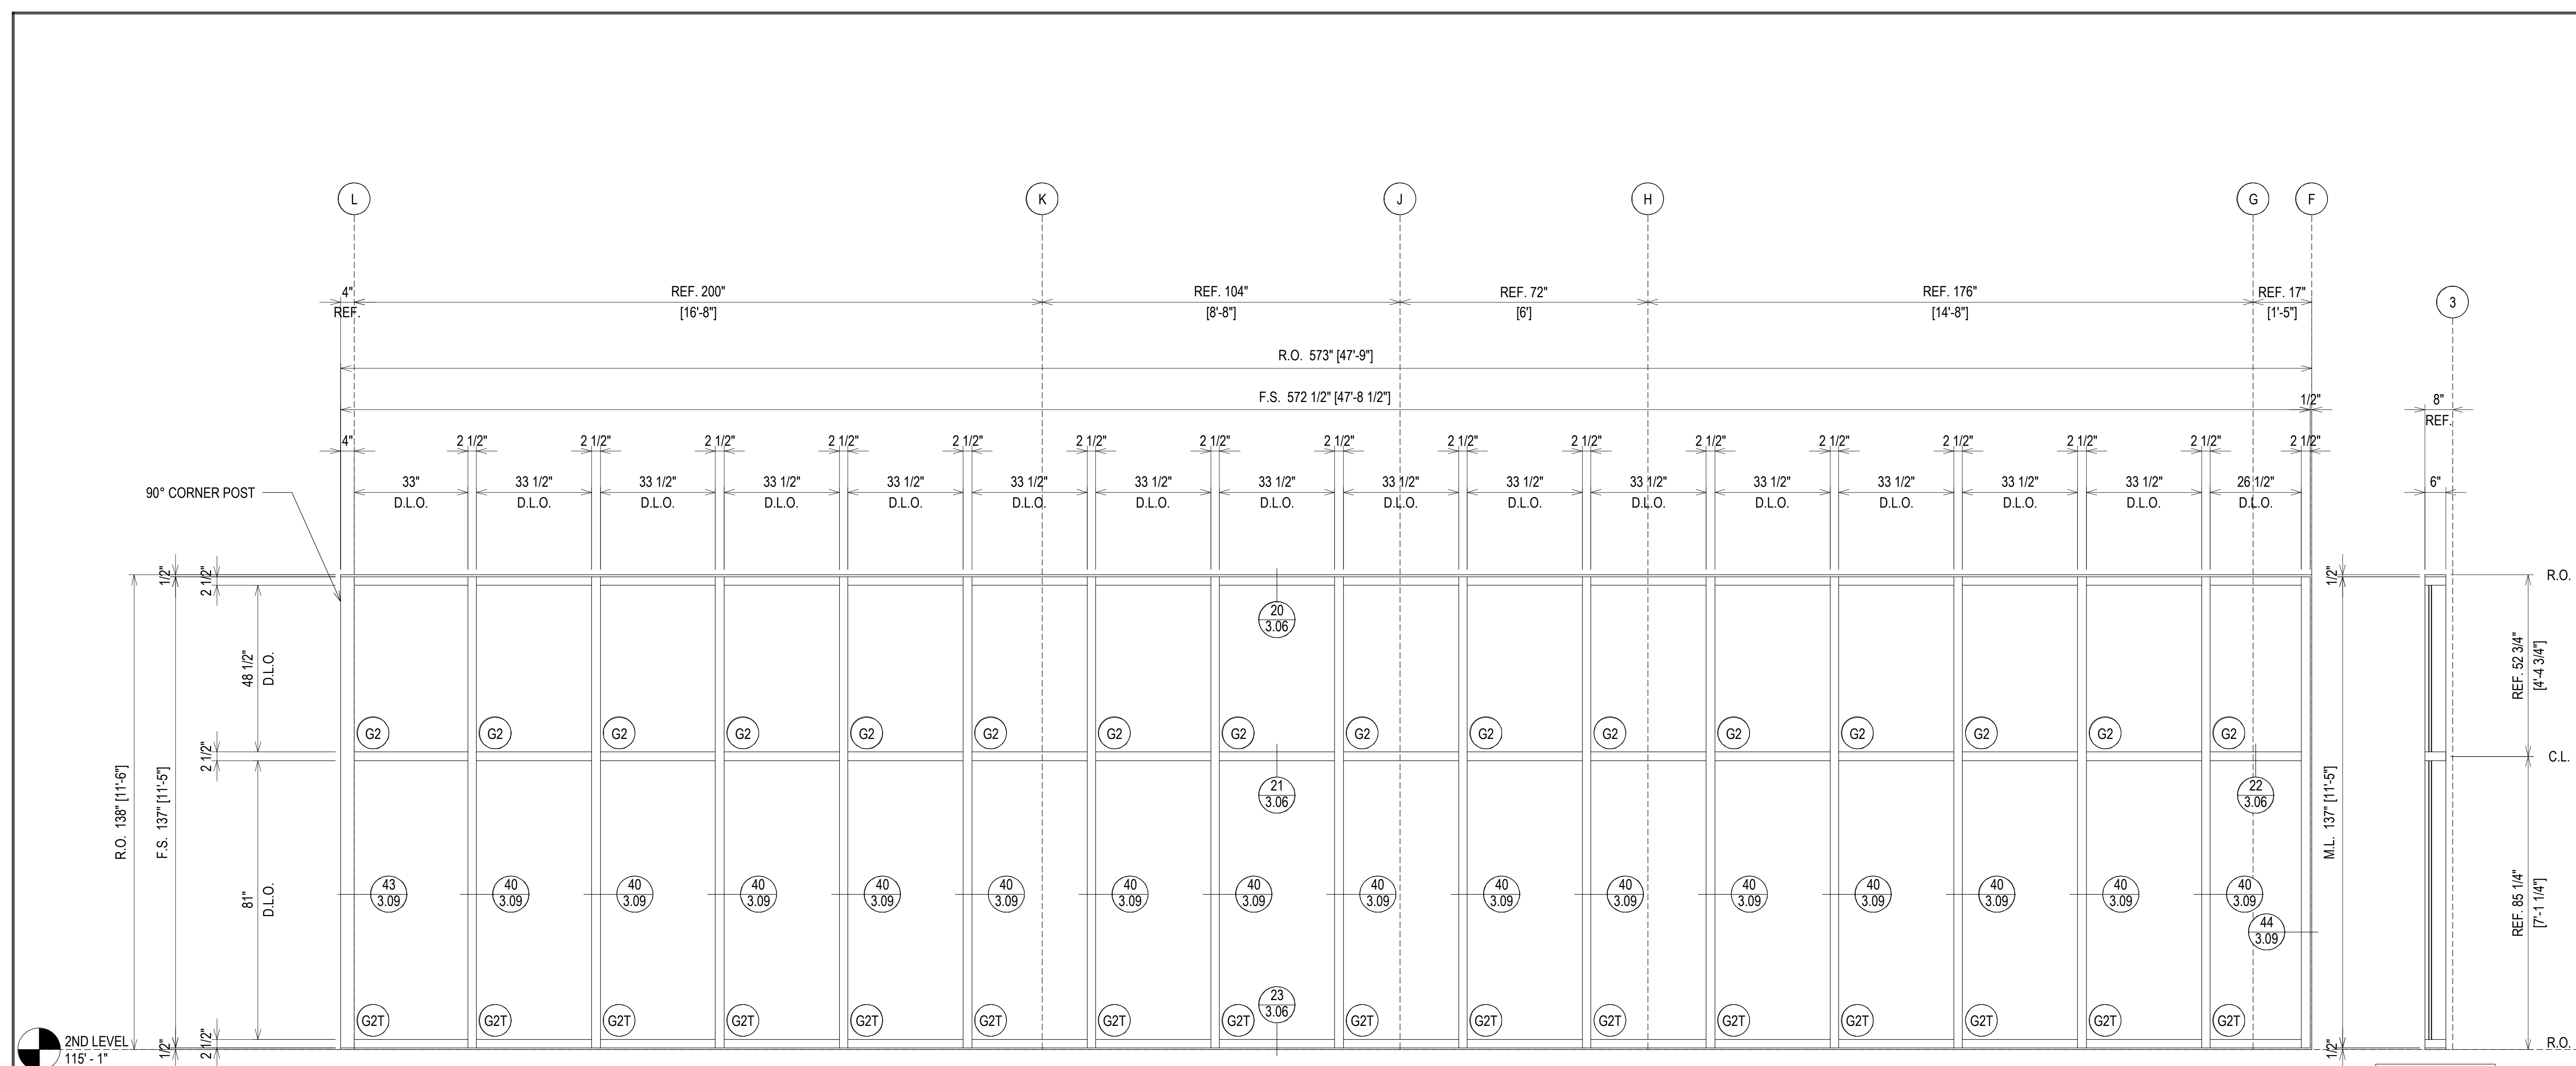 L K J H G F
3
4" REF. 200" REF. 104" REF. 72" REF. 176" REF. 17"
REF. [16'-8"] [8'-8"] [6'] [14'-8"] [1'-5"]
R.O. 573" [47'-9"]
F.S. 572 1/2" [47'-8 1/2"] 1/2" 8"
REF.
4" 2 1/2" 2 1/2" 2 1/2" 2 1/2" 2 1/2" 2 1/2" 2 1/2" 2 1/2" 2 1/2" 2 1/2" 2 1/2" 2 1/2" 2 1/2" 2 1/2" 2 1/2" 2 1/2"
33" 33 1/2" 33 1/2" 33 1/2" 33 1/2" 33 1/2" 33 1/2" 33 1/2" 33 1/2" 33 1/2" 33 1/2" 33 1/2" 33 1/2" 33 1/2" 33 1/2" 26 1/2" 6"
90° CORNER POST
D.L.O. D.L.O. D.L.O. D.L.O. D.L.O. D.L.O. D.L.O. D.L.O. D.L.O. D.L.O. D.L.O. D.L.O. D.L.O. D.L.O. D.L.O. D.L.O.
1/2" 2 1/2" 1/2" R.O.
20
3.06
48 1/2"
D.L.O.
REF. 52 3/4"
[4'-4 3/4"]
G2 G2 G2 G2 G2 G2 G2 G2 G2 G2 G2 G2 G2 G2 G2 G2
2 1/2" C.L.
21 22
3.06 3.06
R.O. 138" [11'-6"]
F.S. 137" [11'-5"]
M.L. 137" [11'-5"]
81"
D.L.O.
43 40 40 40 40 40 40 40 40 40 40 40 40 40 40 40
3.09 3.09 3.09 3.09 3.09 3.09 3.09 3.09 3.09 3.09 3.09 3.09 3.09 3.09 3.09 3.09
REF. 85 1/4"
[7'-1 1/4"]
44
3.09
23
3.06
G2T G2T G2T G2T G2T G2T G2T G2T G2T G2T G2T G2T G2T G2T G2T G2T
2ND LEVEL 1/2" 2 1/2" 1/2" R.O.
115' - 1"